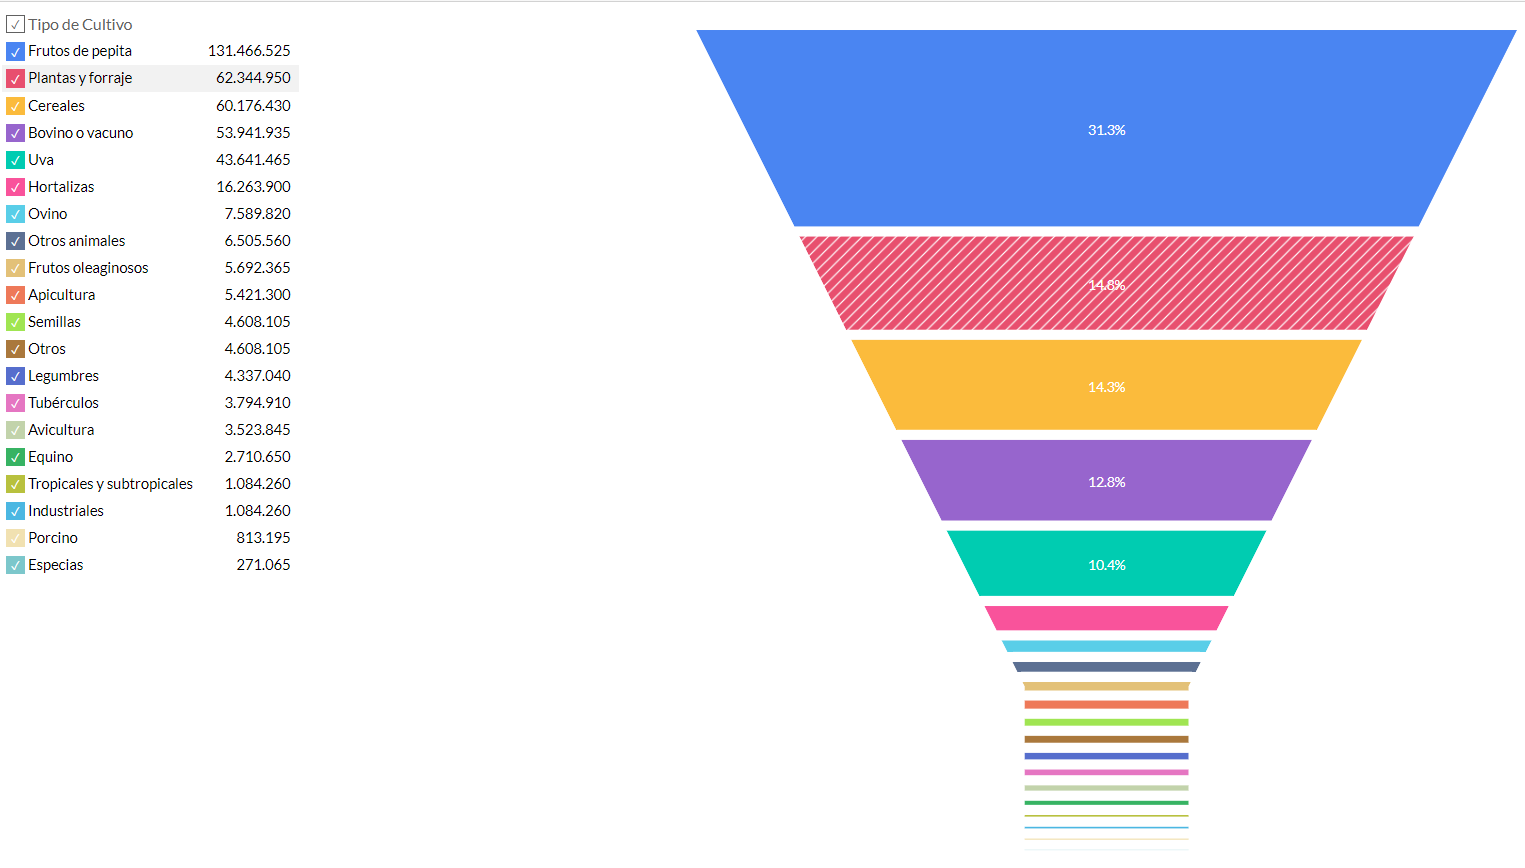 Tipo de Cultivo
Frutos de pepita 131.466.525
Plantas y forraje 62.344.950
Cereales 60.176.430
Bovino o vacuno 53.941.935
Uva 43.641.465
Hortalizas 16.263.900
Ovino 7.589.820
Otros animales 6.505.560
Frutos oleaginosos 5.692.365
Apicultura 5.421.300
Semillas 4.608.105
Otros 4.608.105
Legumbres 4.337.040
Tubérculos 3.794.910
Avicultura 3.523.845
Equino 2.710.650
Tropicales y subtropicales 1.084.260
Industriales 1.084.260
Porcino 813.195
Especias 271.065
31.3%
14.8%
14.3%
12.8%
10.4%